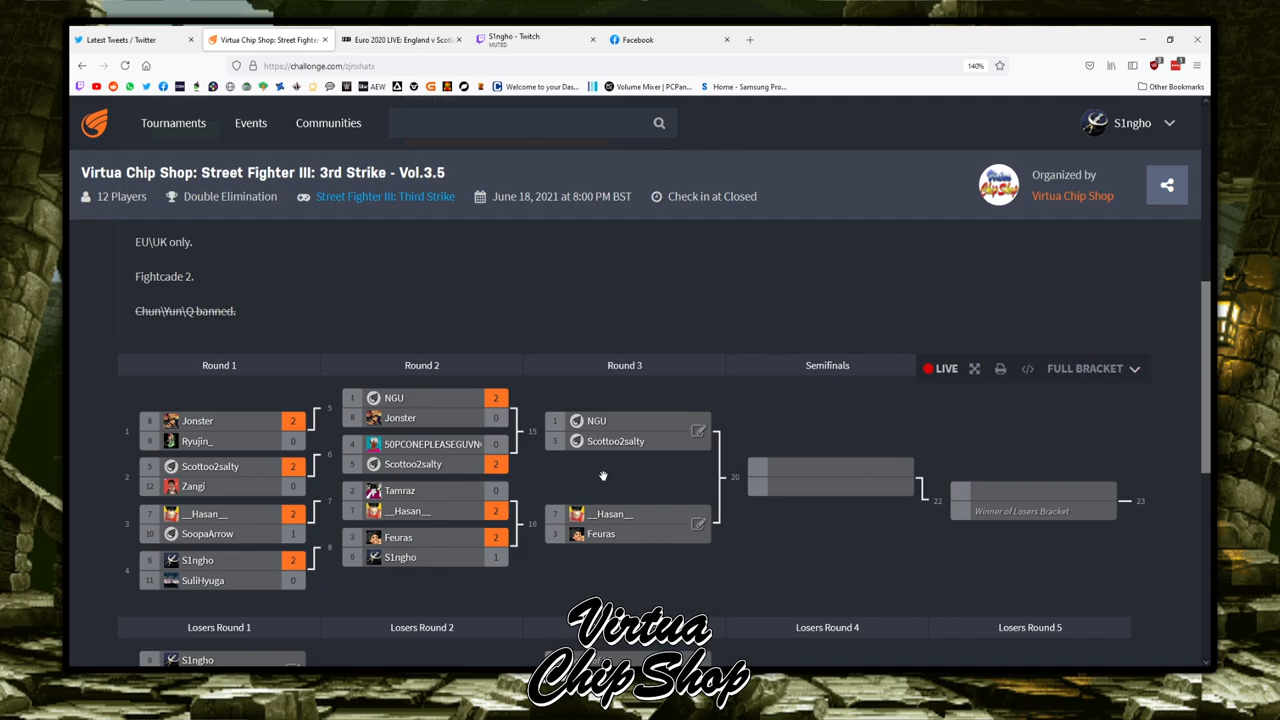 Latest Tweets / Twitter
Virtua Chip Shop: Street Fighter
Euro 2020 LIVE: England v Scotl
S1ngho - Twitch
MUTED
Facebook
https://challonge.com/zjnxhatx
140%
AEW
Welcome to your Das...
Volume Mixer | PCPan...
Home - Samsung Pro...
Other Bookmarks
Tournaments
Events
Communities
S1ngho
Virtua Chip Shop: Street Fighter III: 3rd Strike - Vol.3.5
12 Players
Double Elimination
Street Fighter III: Third Strike
June 18, 2021 at 8:00 PM BST
Check in at Closed
Organized by
Virtua Chip Shop
EU\UK only.
Fightcade 2.
Chun\Yun\Q banned.
Round 1
Round 2
Round 3
Semifinals
LIVE
FULL BRACKET
1
8 Jonster 2
9 Ryujin_ 0
2
5 Scottoo2salty 2
12 Zangi 0
3
7 __Hasan__ 2
10 SoopaArrow 1
4
6 S1ngho 2
11 SuliHyuga 0
5
1 NGU 2
8 Jonster 0
6
4 50PCONEPLEASEGUVN 0
5 Scottoo2salty 2
7
2 Tamraz 0
7 __Hasan__ 2
8
3 Feuras 2
6 S1ngho 1
15
1 NGU
5 Scottoo2salty
16
7 __Hasan__
3 Feuras
20
22
Winner of Losers Bracket
23
Losers Round 1
Losers Round 2
Losers Round 4
Losers Round 5
6 S1ngho
Virtua
Chip Shop